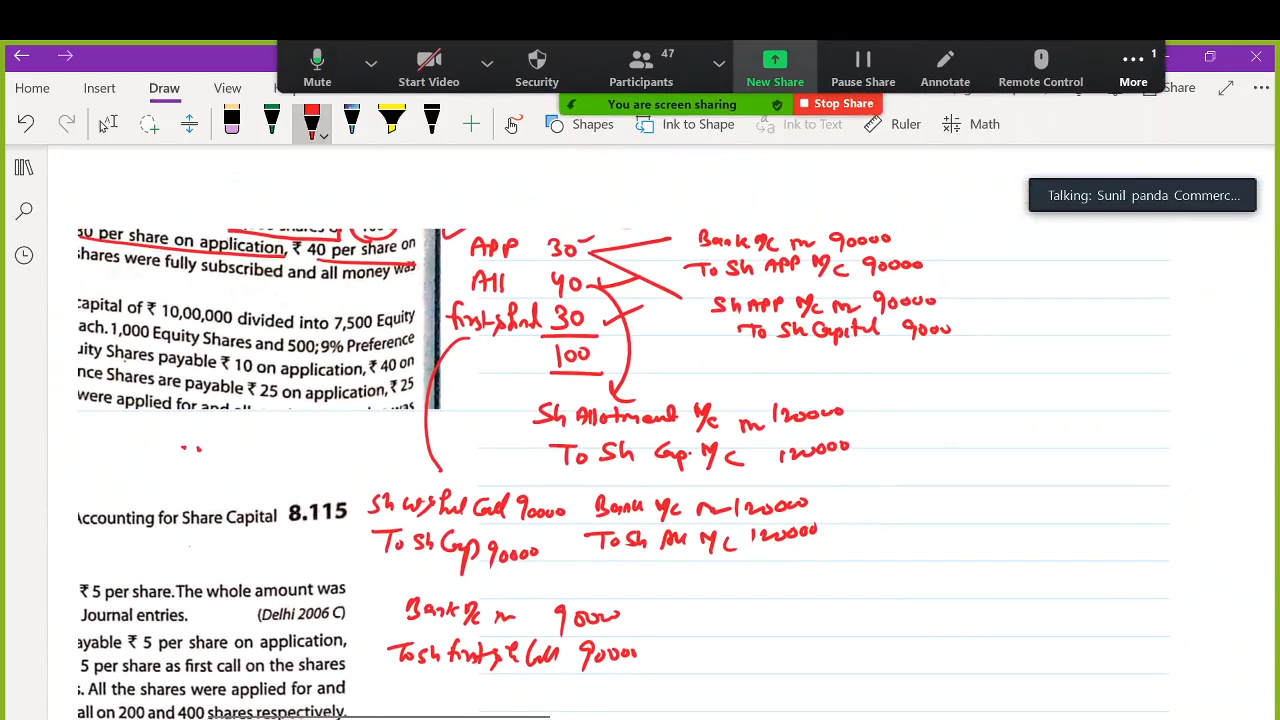 47
1
Mute
Start Video
Security
Participants
New Share
Pause Share
Annotate
Remote Control
More
You are screen sharing
Stop Share
Home
Insert
Draw
View
Share
Shapes
Ink to Shape
Ink to Text
Ruler
Math
Talking: Sunil panda Commerc...
30 per share on application, ₹ 40 per share on
shares were fully subscribed and all money was
capital of ₹ 10,00,000 divided into 7,500 Equity
ach. 1,000 Equity Shares and 500; 9% Preference
uity Shares payable ₹ 10 on application, ₹ 40 on
nce Shares are payable ₹ 25 on application, ₹ 25
were applied for and all
Accounting for Share Capital 8.115
₹ 5 per share. The whole amount was
Journal entries. (Delhi 2006 C)
ayable ₹ 5 per share on application,
5 per share as first call on the shares
s. All the shares were applied for and
all on 200 and 400 shares respectively.
APP 30
All 40
first & final 30
100
Bank A/c Dr 90000
To Sh APP A/C 90000
Sh APP A/c Dr 90000
To Sh Capital 9000
Sh Allotment A/c Dr 120000
To Sh Cap. A/C 120000
Sh first & final Call 90000
To Sh Cap 90000
Bank A/c Dr 120000
To Sh All A/C 120000
Bank A/c Dr 90000
To Sh first & Call 90000